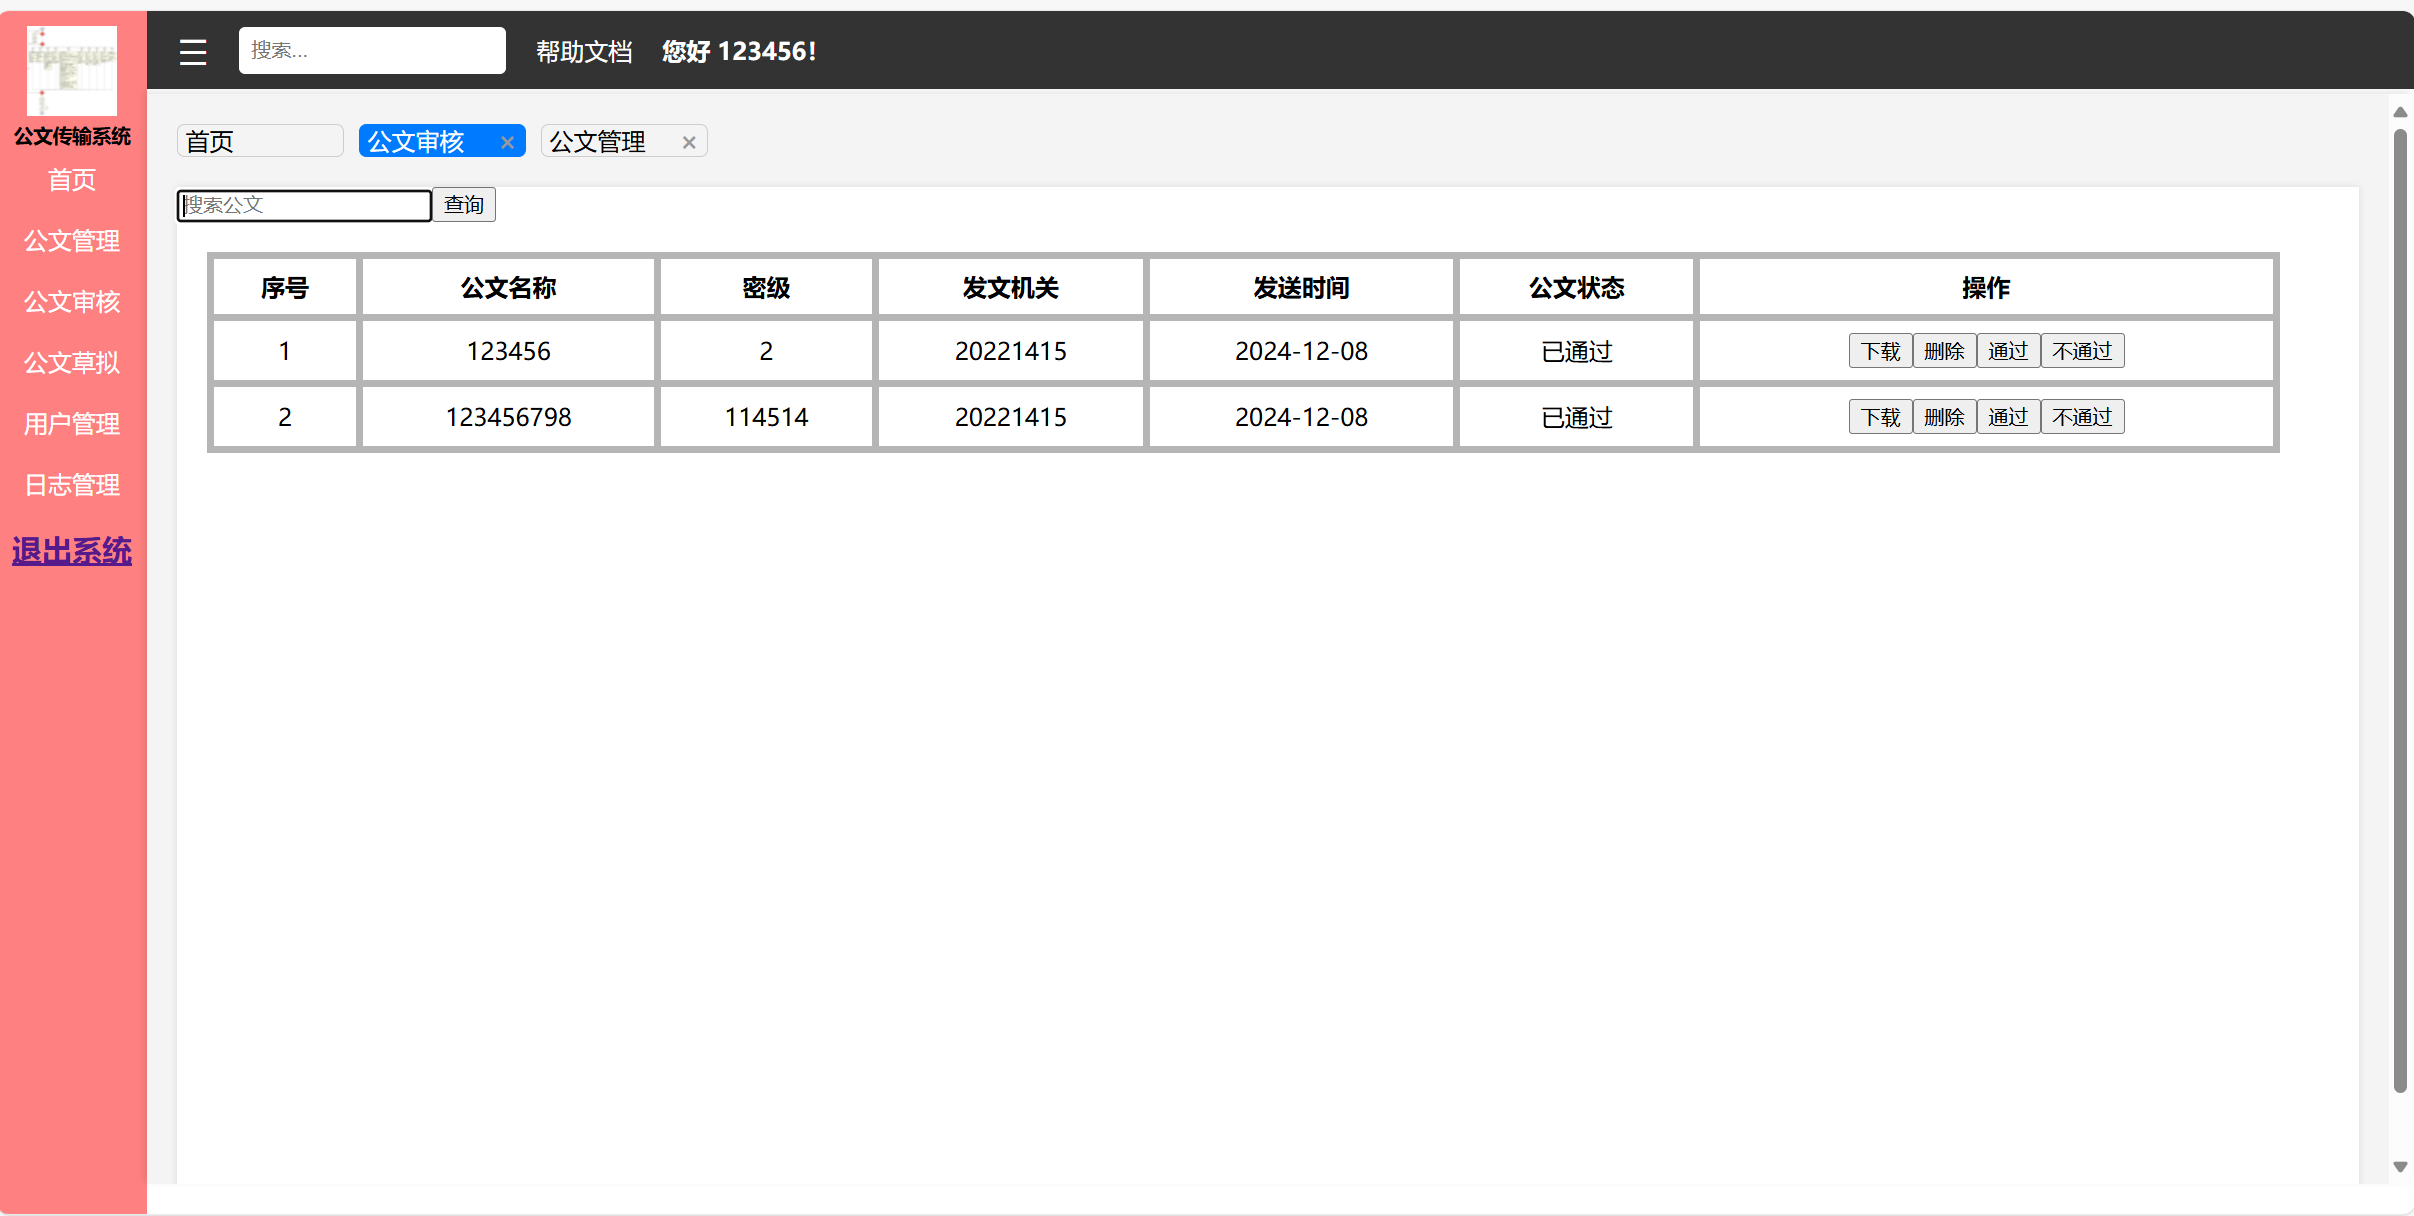 公文传输系统
首页
公文管理
公文审核
公文草拟
用户管理
日志管理
退出系统
☰ 搜索... 帮助文档 您好 123456!
首页 公文审核 × 公文管理 ×
搜索公文 查询
序号 公文名称 密级 发文机关 发送时间 公文状态 操作
1 123456 2 20221415 2024-12-08 已通过 下载 删除 通过 不通过
2 123456798 114514 20221415 2024-12-08 已通过 下载 删除 通过 不通过